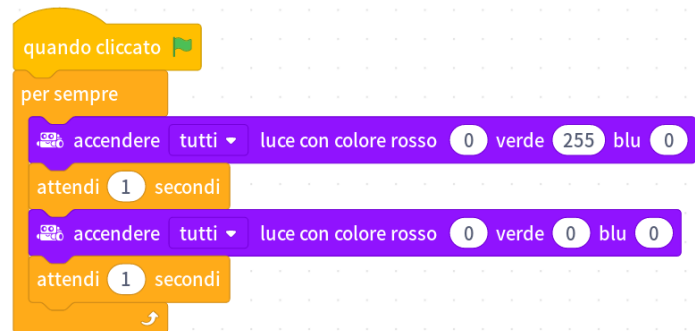 quando cliccato
per sempre
accendere tutti luce con colore rosso 0 verde 255 blu 0
attendi 1 secondi
accendere tutti luce con colore rosso 0 verde 0 blu 0
attendi 1 secondi